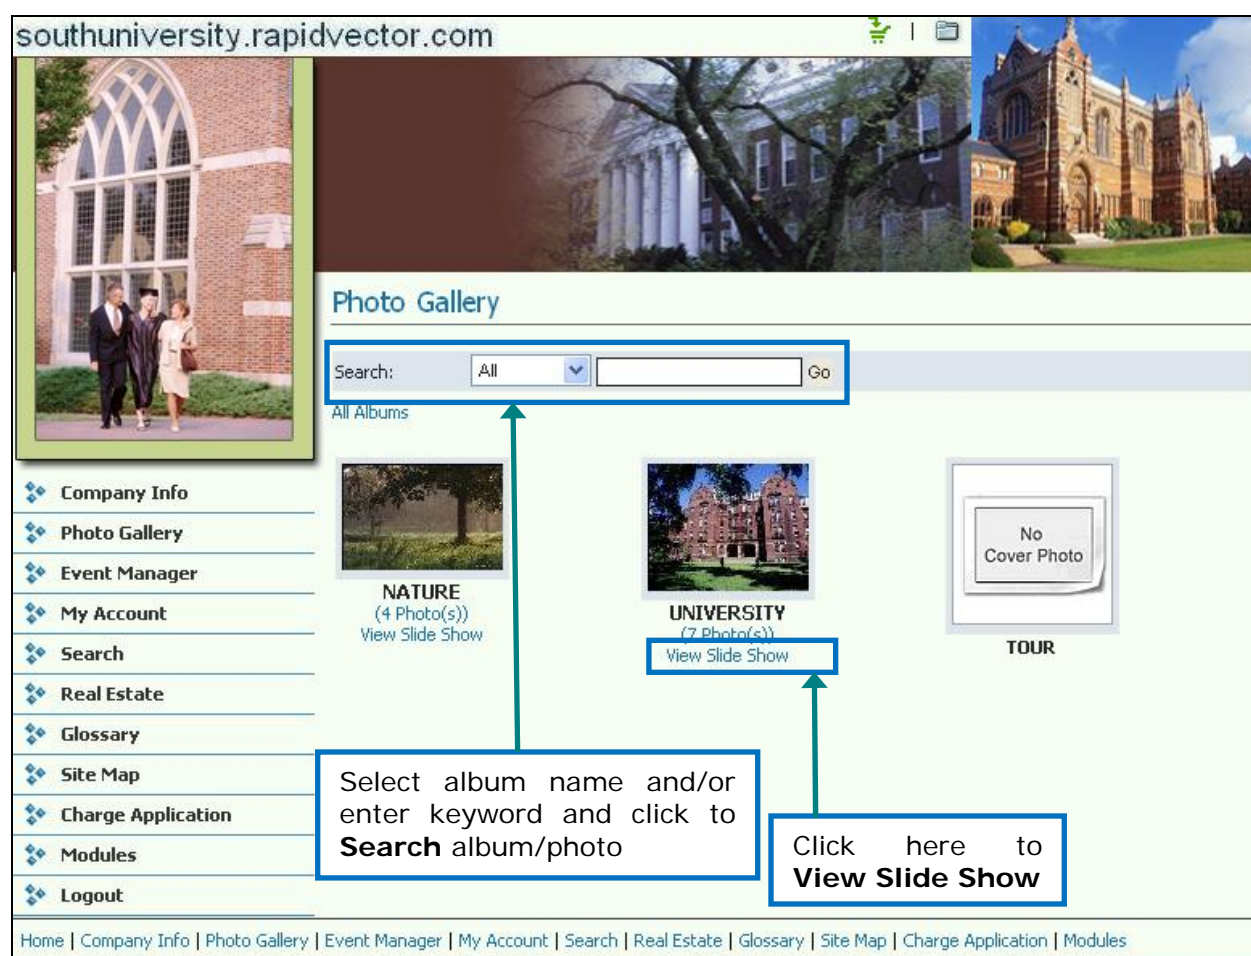 southuniversity.rapidvector.com
|
Photo Gallery
Search: All Go
All Albums
NATURE
(4 Photo(s))
View Slide Show
UNIVERSITY
(7 Photo(s))
View Slide Show
No
Cover Photo
TOUR
Company Info
Photo Gallery
Event Manager
My Account
Search
Real Estate
Glossary
Site Map
Charge Application
Modules
Logout
Select album name and/or
enter keyword and click to
Search album/photo
Click here to
View Slide Show
Home | Company Info | Photo Gallery | Event Manager | My Account | Search | Real Estate | Glossary | Site Map | Charge Application | Modules